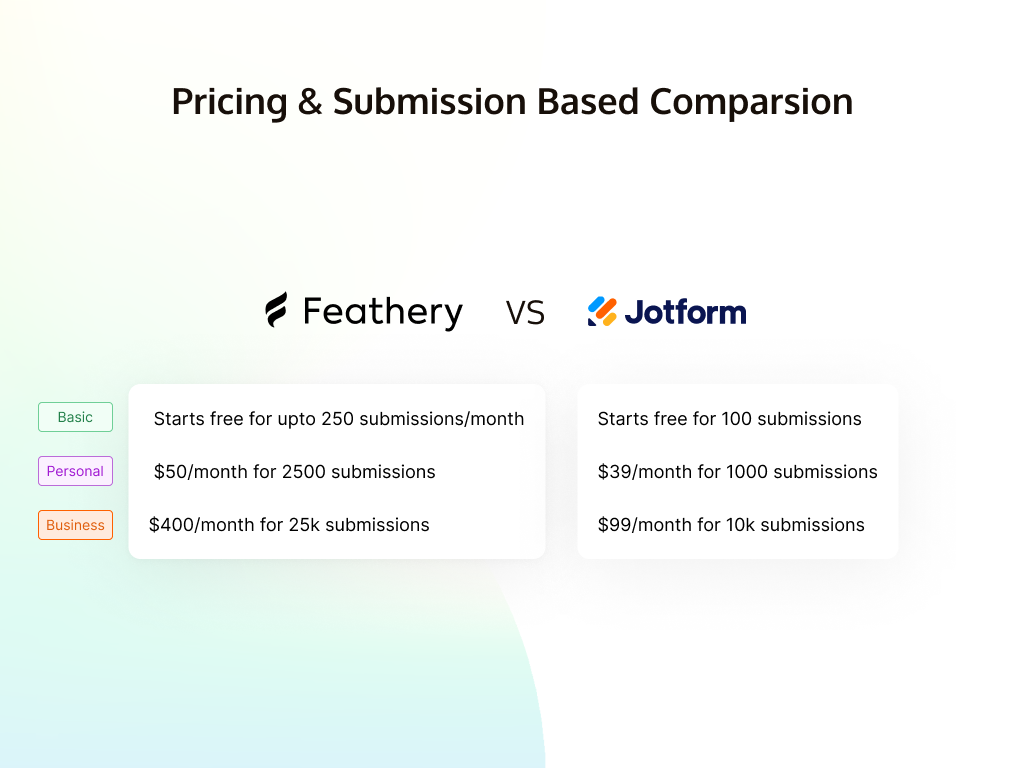 Pricing & Submission Based Comparsion
Feathery VS Jotform
Basic
Starts free for upto 250 submissions/month
Starts free for 100 submissions
Personal
$50/month for 2500 submissions
$39/month for 1000 submissions
Business
$400/month for 25k submissions
$99/month for 10k submissions